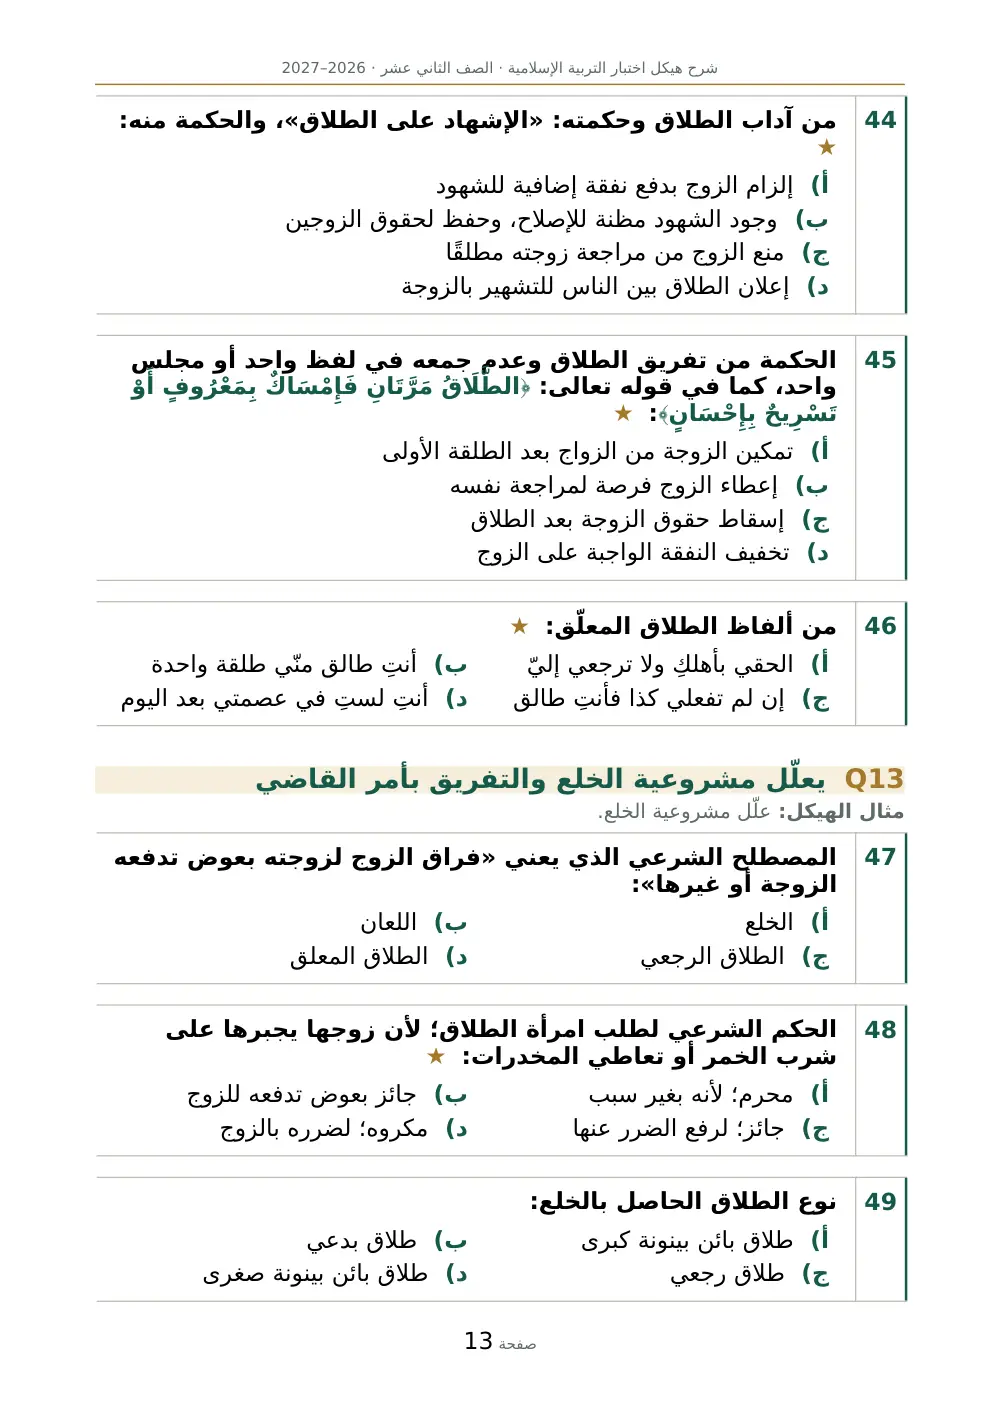 شرح هيكل اختبار التربية الإسلامية · الصف الثاني عشر · 2026–2027
44
من آداب الطلاق وحكمته: «الإشهاد على الطلاق»، والحكمة منه:
★
أ) إلزام الزوج بدفع نفقة إضافية للشهود
ب) وجود الشهود مظنة للإصلاح، وحفظ لحقوق الزوجين
ج) منع الزوج من مراجعة زوجته مطلقًا
د) إعلان الطلاق بين الناس للتشهير بالزوجة
45
الحكمة من تفريق الطلاق وعدم جمعه في لفظ واحد أو مجلس
واحد، كما في قوله تعالى: ﴿الطَّلَاقُ مَرَّتَانِ فَإِمْسَاكٌ بِمَعْرُوفٍ أَوْ
تَسْرِيحٌ بِإِحْسَانٍ﴾: ★
أ) تمكين الزوجة من الزواج بعد الطلقة الأولى
ب) إعطاء الزوج فرصة لمراجعة نفسه
ج) إسقاط حقوق الزوجة بعد الطلاق
د) تخفيف النفقة الواجبة على الزوج
46
من ألفاظ الطلاق المعلّق: ★
أ) الحقي بأهلكِ ولا ترجعي إليّ ب) أنتِ طالق منّي طلقة واحدة
ج) إن لم تفعلي كذا فأنتِ طالق د) أنتِ لستِ في عصمتي بعد اليوم
Q13 يعلّل مشروعية الخلع والتفريق بأمر القاضي
مثال الهيكل: علّل مشروعية الخلع.
47
المصطلح الشرعي الذي يعني «فراق الزوج لزوجته بعوض تدفعه
الزوجة أو غيرها»:
أ) الخلع ب) اللعان
ج) الطلاق الرجعي د) الطلاق المعلق
48
الحكم الشرعي لطلب امرأة الطلاق؛ لأن زوجها يجبرها على
شرب الخمر أو تعاطي المخدرات: ★
أ) محرم؛ لأنه بغير سبب ب) جائز بعوض تدفعه للزوج
ج) جائز؛ لرفع الضرر عنها د) مكروه؛ لضرره بالزوج
49
نوع الطلاق الحاصل بالخلع:
أ) طلاق بائن بينونة كبرى ب) طلاق بدعي
ج) طلاق رجعي د) طلاق بائن بينونة صغرى
صفحة 13